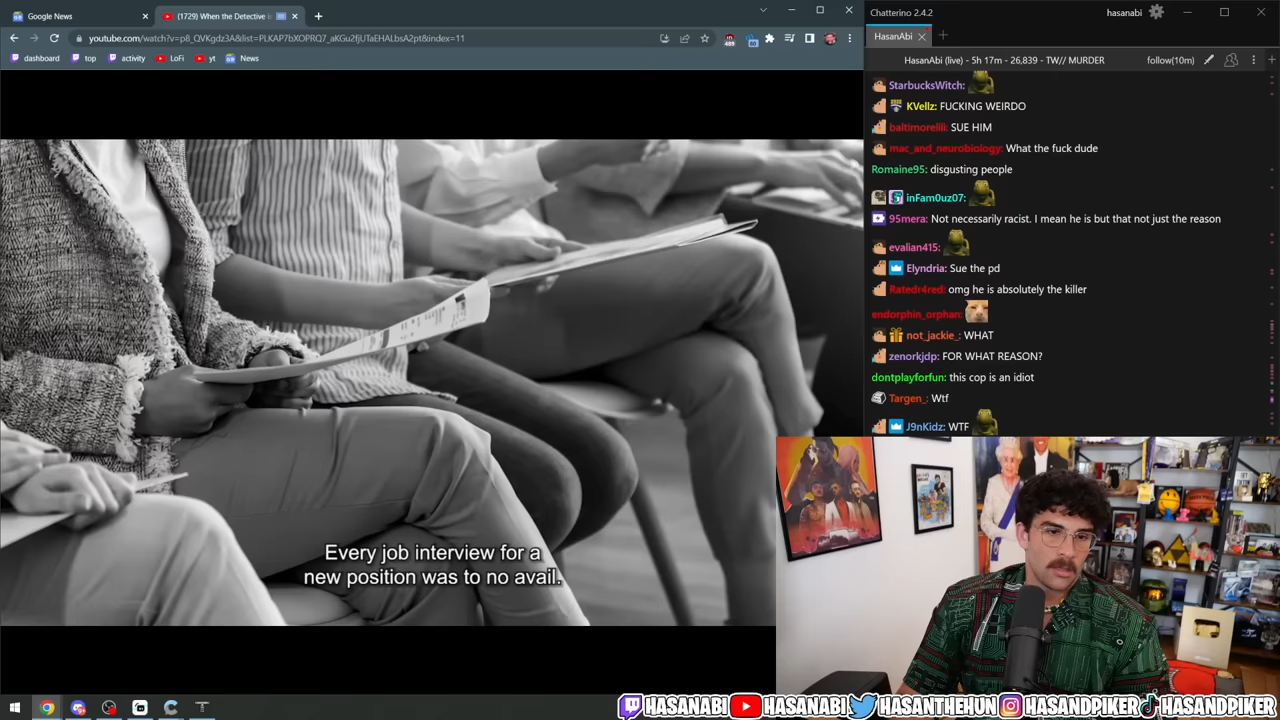 Google News
(1729) When the Detective is
youtube.com/watch?v=p8_QVKgdz3A&list=PLKAP7bXOPRQ7_aKGu2fjUTaEHALbsA2pt&index=11
dashboard
top
activity
LoFi
yt
News
Every job interview for a
new position was to no avail.
Chatterino 2.4.2
hasanabi
HasanAbi
HasanAbi (live) - 5h 17m - 26,839 - TW// MURDER
follow(10m)
StarbucksWitch:
KVellz: FUCKING WEIRDO
baltimorelili: SUE HIM
mac_and_neurobiology: What the fuck dude
Romaine95: disgusting people
inFam0uz07:
95mera: Not necessarily racist. I mean he is but that not just the reason
evalian415:
Elyndria: Sue the pd
Ratedr4red: omg he is absolutely the killer
endorphin_orphan:
not_jackie_: WHAT
zenorkjdp: FOR WHAT REASON?
dontplayforfun: this cop is an idiot
Targen_: Wtf
J9nKidz: WTF
HASANABI
HASANABI
HASANTHEHUN
HASANDPIKER
HASANDPIKER